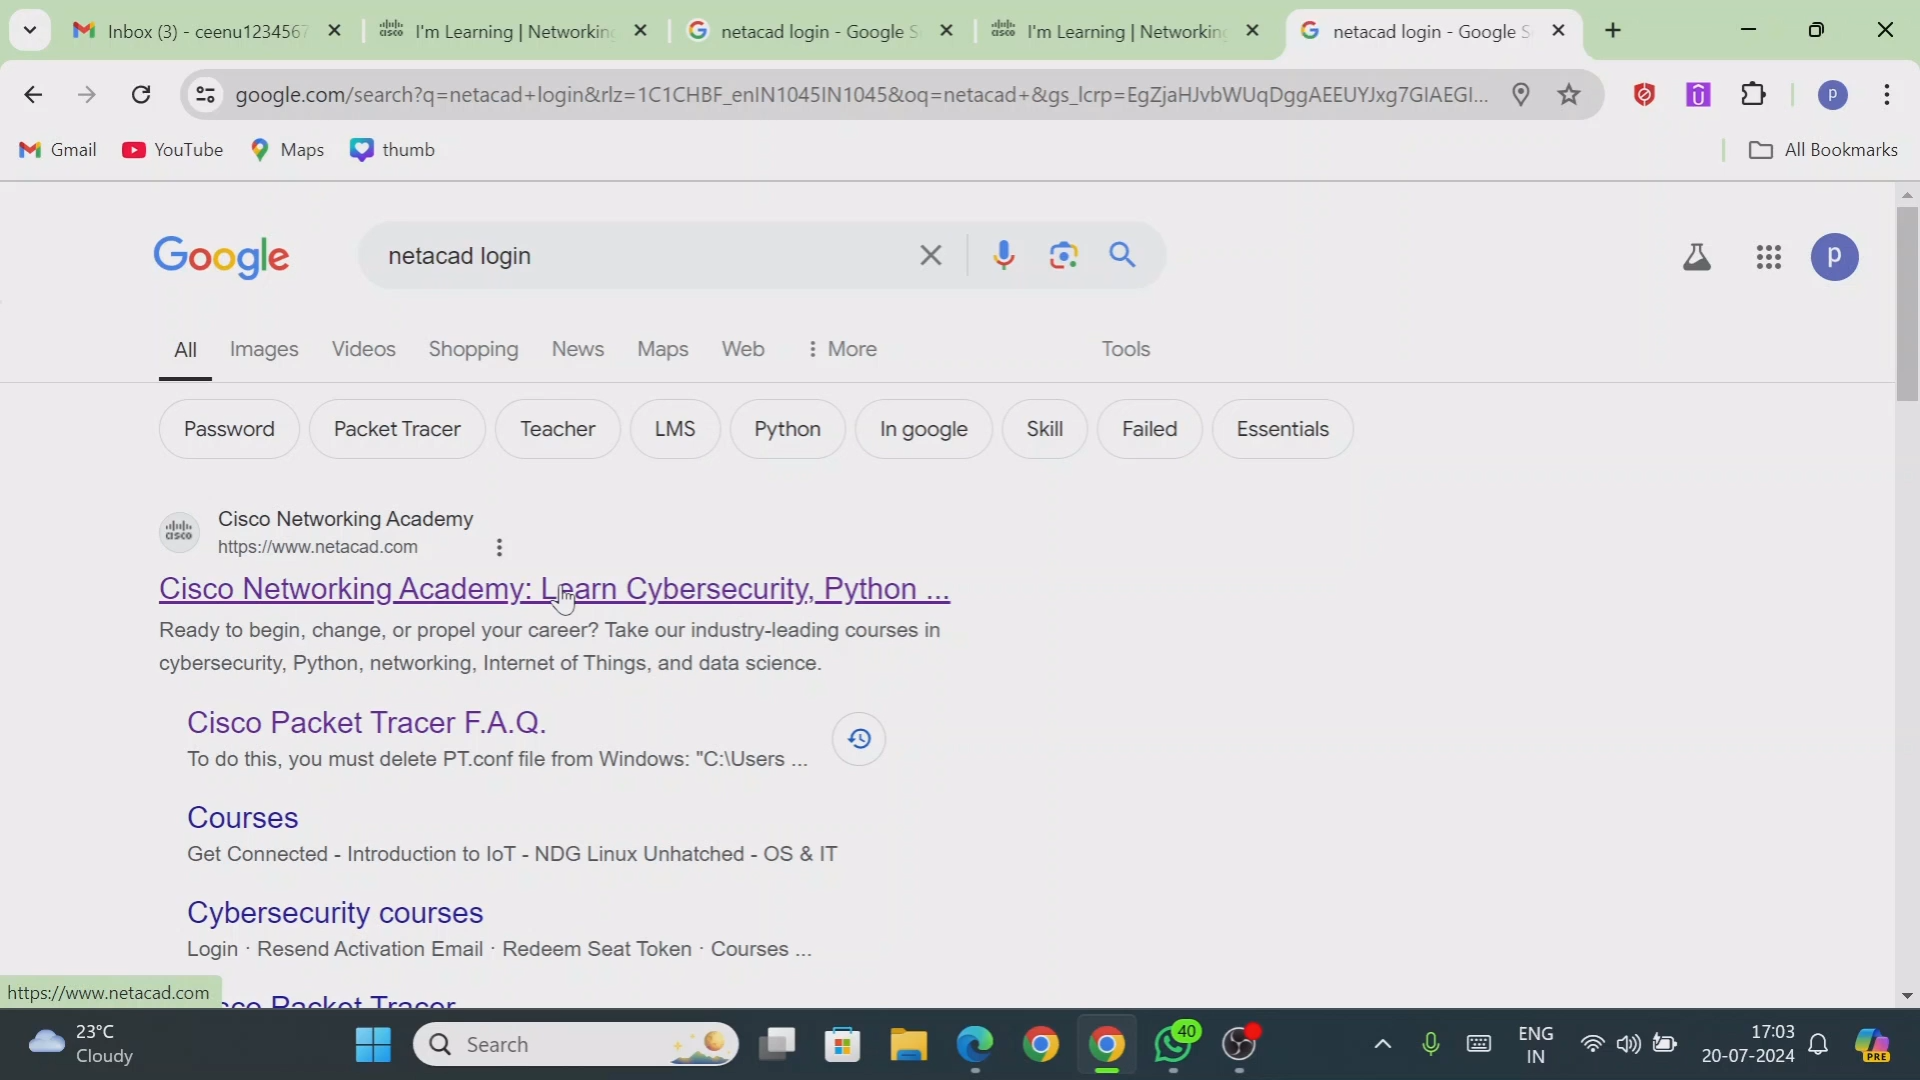 Inbox (3) - ceenu1234567
I'm Learning | Networking
netacad login - Google S
I'm Learning | Networking
netacad login - Google S
google.com/search?q=netacad+login&rlz=1C1CHBF_enIN1045IN1045&oq=netacad+&gs_lcrp=EgZjaHJvbWUqDggAEEUYJxg7GIAEGI...
p
Gmail
YouTube
Maps
thumb
All Bookmarks
Google
netacad login
p
All
Images
Videos
Shopping
News
Maps
Web
More
Tools
Password
Packet Tracer
Teacher
LMS
Python
In google
Skill
Failed
Essentials
cisco
Cisco Networking Academy
https://www.netacad.com
Cisco Networking Academy: Learn Cybersecurity, Python ...
Ready to begin, change, or propel your career? Take our industry-leading courses in
cybersecurity, Python, networking, Internet of Things, and data science.
Cisco Packet Tracer F.A.Q.
To do this, you must delete PT.conf file from Windows: "C:\Users ...
Courses
Get Connected - Introduction to IoT - NDG Linux Unhatched - OS & IT
Cybersecurity courses
Login · Resend Activation Email · Redeem Seat Token · Courses ...
https://www.netacad.com
sco Packet Tracer
23°C
Cloudy
Search
40
ENG
IN
17:03
20-07-2024
PRE